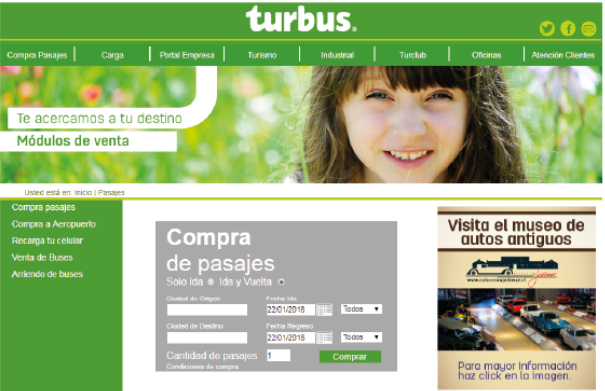 turbus.
Compra Pasajes
Carga
Portal Empresa
Turismo
Industrial
Turclub
Oficinas
Atención Clientes
Te acercamos a tu destino
Módulos de venta
Usted está en: Inicio | Pasajes
Compra pasajes
Compra a Aeropuerto
Recarga tu celular
Venta de Buses
Arriendo de buses
Compra
de pasajes
Solo Ida Ida y Vuelta
Ciudad de Origen Fecha Ida
22/01/2016 Todos
Ciudad de Destino Fecha Regreso
22/01/2016 Todos
Cantidad de pasajes 1 Comprar
Condiciones de compra
Visita el museo de
autos antiguos
Para mayor información
haz click en la imagen.